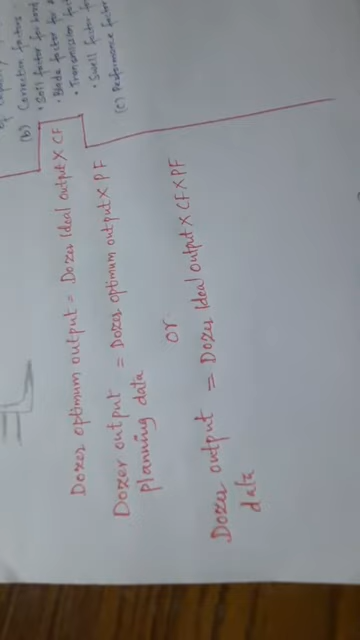 (b) Correction factors
• Soil factor for
• Blade factor for
• Transmission
• Swell factor
(c) Performance factor
Dozer optimum output = Dozer Ideal output X CF
Dozer output = Dozer optimum output X PF
planning data
or
Dozer output = Dozer Ideal output X CF X PF
data